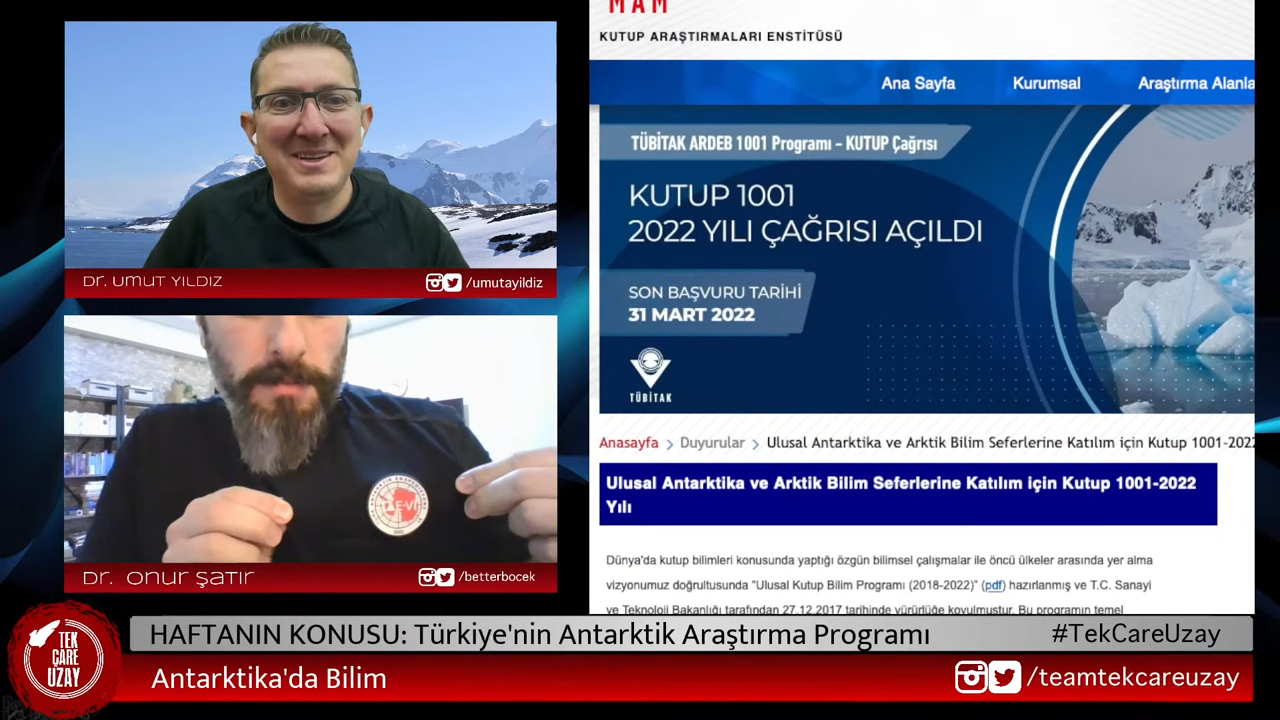 DR. UMUT YILDIZ
/umutayildiz
DR. ONUR ŞATIR
/betterbocek
TAE-VI
MAM
KUTUP ARAŞTIRMALARI ENSTİTÜSÜ
Ana Sayfa Kurumsal Araştırma Alanla
TÜBİTAK ARDEB 1001 Programı – KUTUP Çağrısı
KUTUP 1001
2022 YILI ÇAĞRISI AÇILDI
SON BAŞVURU TARİHİ
31 MART 2022
TÜBİTAK
Anasayfa > Duyurular > Ulusal Antarktika ve Arktik Bilim Seferlerine Katılım için Kutup 1001-2022
Ulusal Antarktika ve Arktik Bilim Seferlerine Katılım için Kutup 1001-2022
Yılı
Dünya'da kutup bilimleri konusunda yaptığı özgün bilimsel çalışmalar ile öncü ülkeler arasında yer alma
vizyonumuz doğrultusunda "Ulusal Kutup Bilim Programı (2018-2022)" (pdf) hazırlanmış ve T.C. Sanayi
ve Teknoloji Bakanlığı tarafından 27.12.2017 tarihinde yürürlüğe koyulmuştur. Bu programın temel
TEK
ÇARE
UZAY
HAFTANIN KONUSU: Türkiye'nin Antarktik Araştırma Programı
#TekCareUzay
Antarktika'da Bilim
/teamtekcareuzay